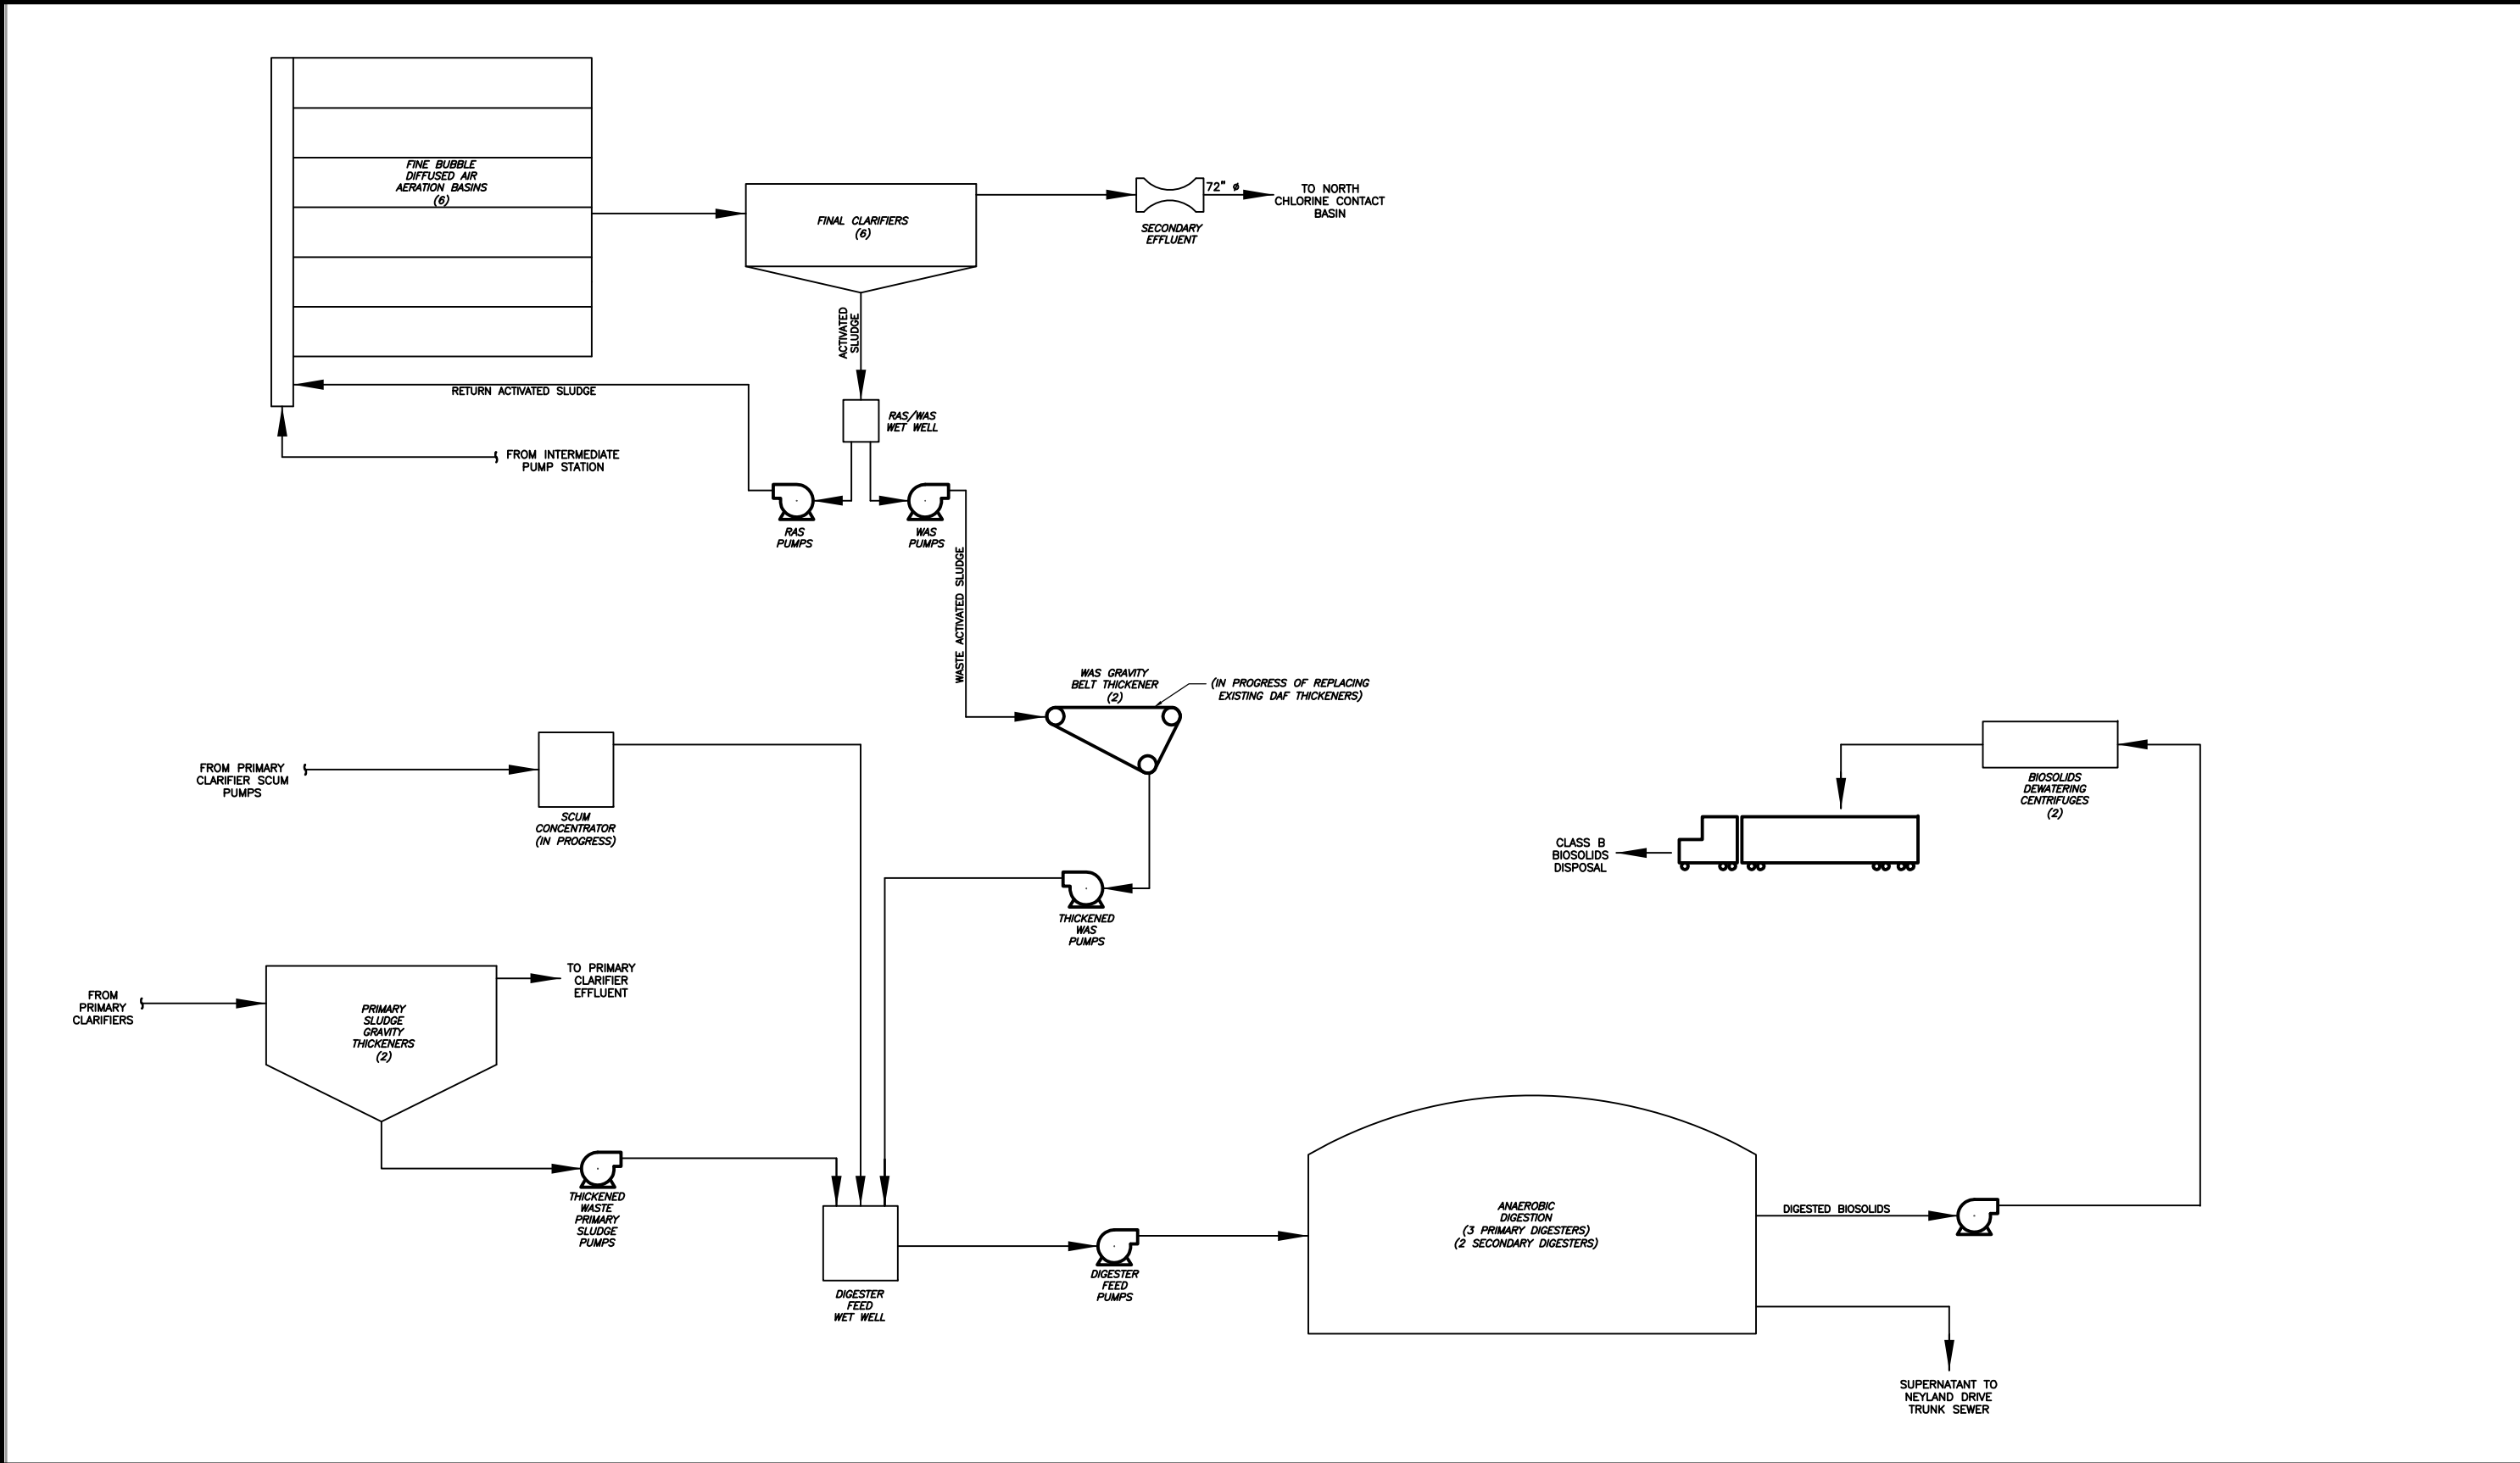 FINE BUBBLE
DIFFUSED AIR
AERATION BASINS
(6)
FINAL CLARIFIERS
(6)
72" ø
SECONDARY
EFFLUENT
TO NORTH
CHLORINE CONTACT
BASIN
ACTIVATED
SLUDGE
RETURN ACTIVATED SLUDGE
RAS/WAS
WET WELL
FROM INTERMEDIATE
PUMP STATION
RAS
PUMPS
WAS
PUMPS
WASTE ACTIVATED SLUDGE
WAS GRAVITY
BELT THICKENER
(2)
(IN PROGRESS OF REPLACING
EXISTING DAF THICKENERS)
FROM PRIMARY
CLARIFIER SCUM
PUMPS
SCUM
CONCENTRATOR
(IN PROGRESS)
BIOSOLIDS
DEWATERING
CENTRIFUGES
(2)
CLASS B
BIOSOLIDS
DISPOSAL
THICKENED
WAS
PUMPS
FROM
PRIMARY
CLARIFIERS
PRIMARY
SLUDGE
GRAVITY
THICKENERS
(2)
TO PRIMARY
CLARIFIER
EFFLUENT
THICKENED
WASTE
PRIMARY
SLUDGE
PUMPS
DIGESTER
FEED
WET WELL
DIGESTER
FEED
PUMPS
ANAEROBIC
DIGESTION
(3 PRIMARY DIGESTERS)
(2 SECONDARY DIGESTERS)
DIGESTED BIOSOLIDS
SUPERNATANT TO
NEYLAND DRIVE
TRUNK SEWER